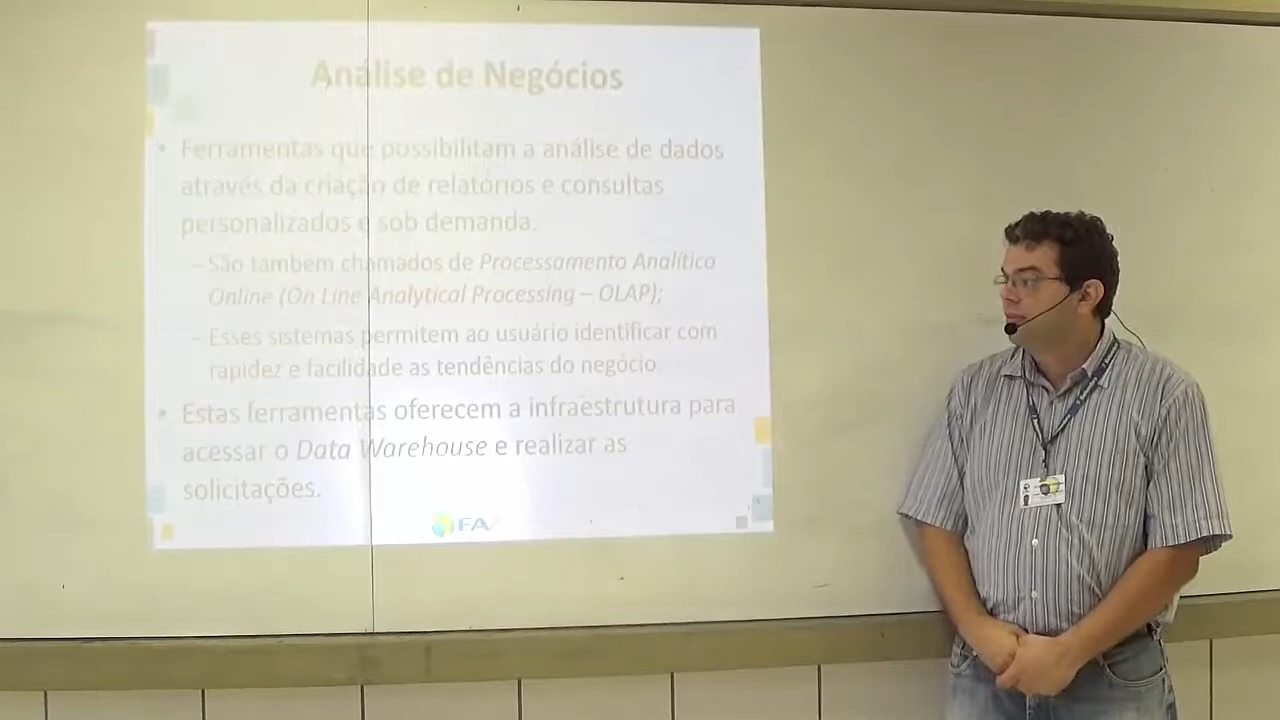 Análise de Negócios
• Ferramentas que possibilitam a análise de dados
através da criação de relatórios e consultas
personalizados e sob demanda.
– São também chamados de Processamento Analítico
Online (On Line Analytical Processing – OLAP);
– Esses sistemas permitem ao usuário identificar com
rapidez e facilidade as tendências do negócio.
• Estas ferramentas oferecem a infraestrutura para
acessar o Data Warehouse e realizar as
solicitações.